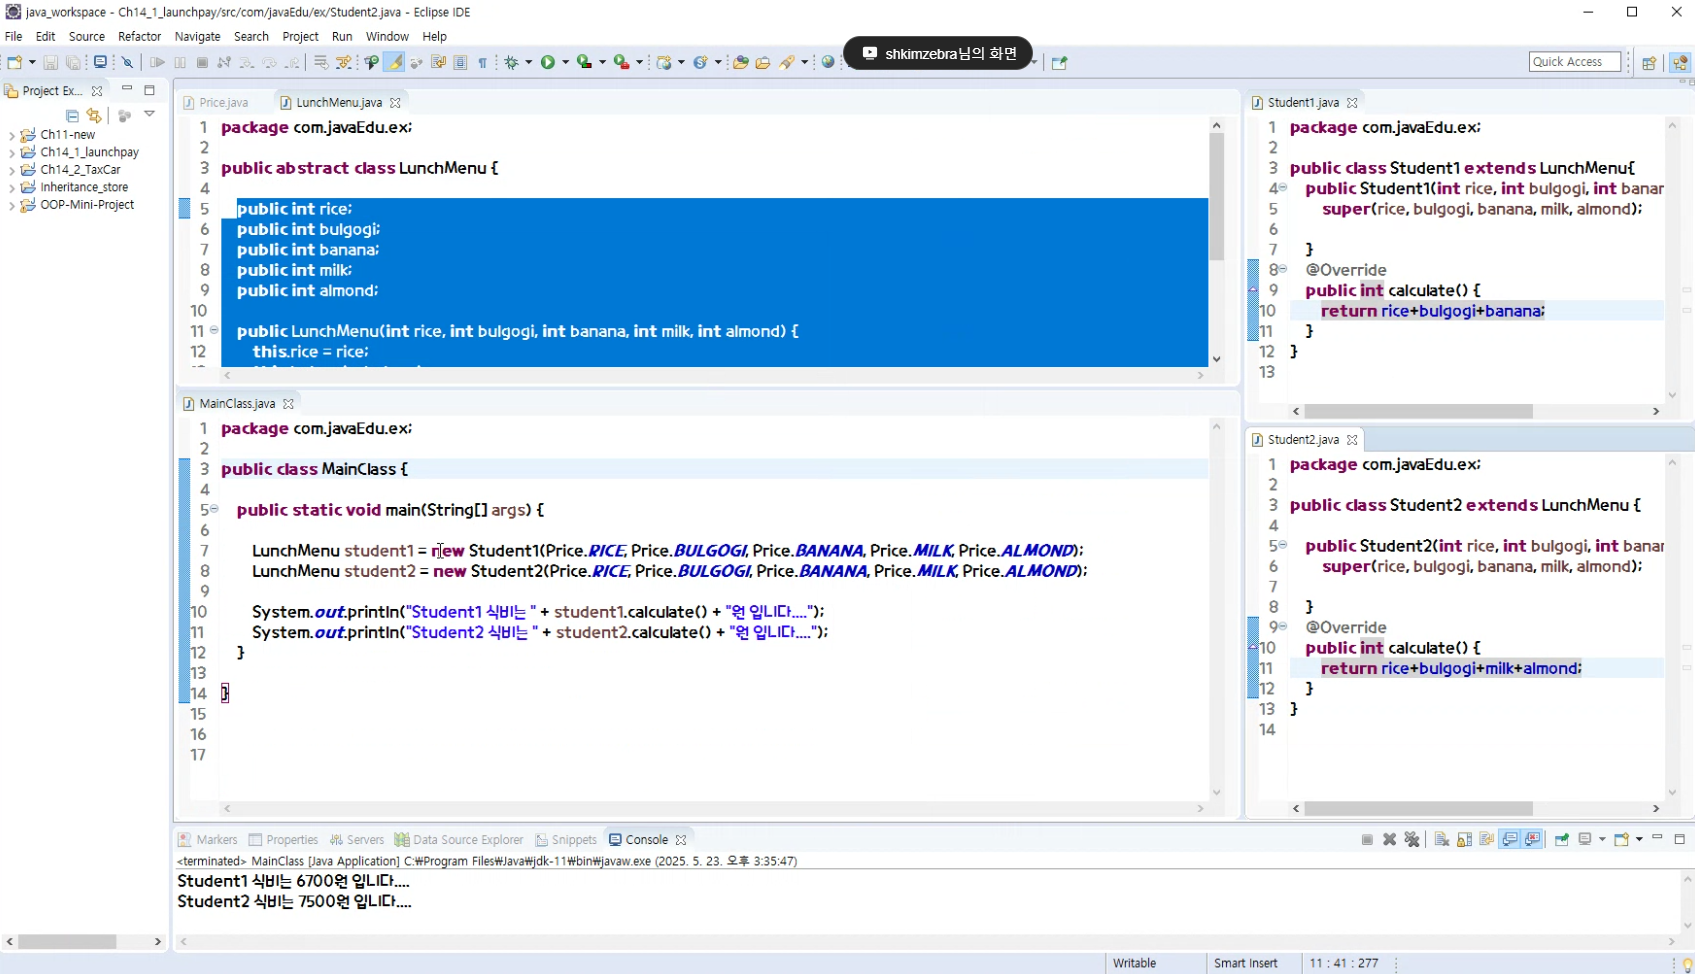 java_workspace - Ch14_1_launchpay/src/com/javaEdu/ex/Student2.java - Eclipse IDE
File Edit Source Refactor Navigate Search Project Run Window Help
shkimzebra님의 화면
Quick Access
Project Ex...
Ch11-new
Ch14_1_launchpay
Ch14_2_TaxCar
Inheritance_store
OOP-Mini-Project
Price.java LunchMenu.java
1 package com.javaEdu.ex;
2
3 public abstract class LunchMenu {
4
5 public int rice;
6 public int bulgogi;
7 public int banana;
8 public int milk;
9 public int almond;
10
11 public LunchMenu(int rice, int bulgogi, int banana, int milk, int almond) {
12 this.rice = rice;
MainClass.java
1 package com.javaEdu.ex;
2
3 public class MainClass {
4
5 public static void main(String[] args) {
6
7 LunchMenu student1 = new Student1(Price.RICE, Price.BULGOGI, Price.BANANA, Price.MILK, Price.ALMOND);
8 LunchMenu student2 = new Student2(Price.RICE, Price.BULGOGI, Price.BANANA, Price.MILK, Price.ALMOND);
9
10 System.out.println("Student1 식비는 " + student1.calculate() + "원 입니다....");
11 System.out.println("Student2 식비는 " + student2.calculate() + "원 입니다....");
12 }
13
14 }
15
16
17
Student1.java
1 package com.javaEdu.ex;
2
3 public class Student1 extends LunchMenu{
4 public Student1(int rice, int bulgogi, int banar
5 super(rice, bulgogi, banana, milk, almond);
6
7 }
8 @Override
9 public int calculate() {
10 return rice+bulgogi+banana;
11 }
12 }
13
Student2.java
1 package com.javaEdu.ex;
2
3 public class Student2 extends LunchMenu {
4
5 public Student2(int rice, int bulgogi, int banar
6 super(rice, bulgogi, banana, milk, almond);
7
8 }
9 @Override
10 public int calculate() {
11 return rice+bulgogi+milk+almond;
12 }
13 }
14
Markers Properties Servers Data Source Explorer Snippets Console
<terminated> MainClass [Java Application] C:₩Program Files₩Java₩jdk-11₩bin₩javaw.exe (2025. 5. 23. 오후 3:35:47)
Student1 식비는 6700원 입니다....
Student2 식비는 7500원 입니다....
Writable Smart Insert 11 : 41 : 277